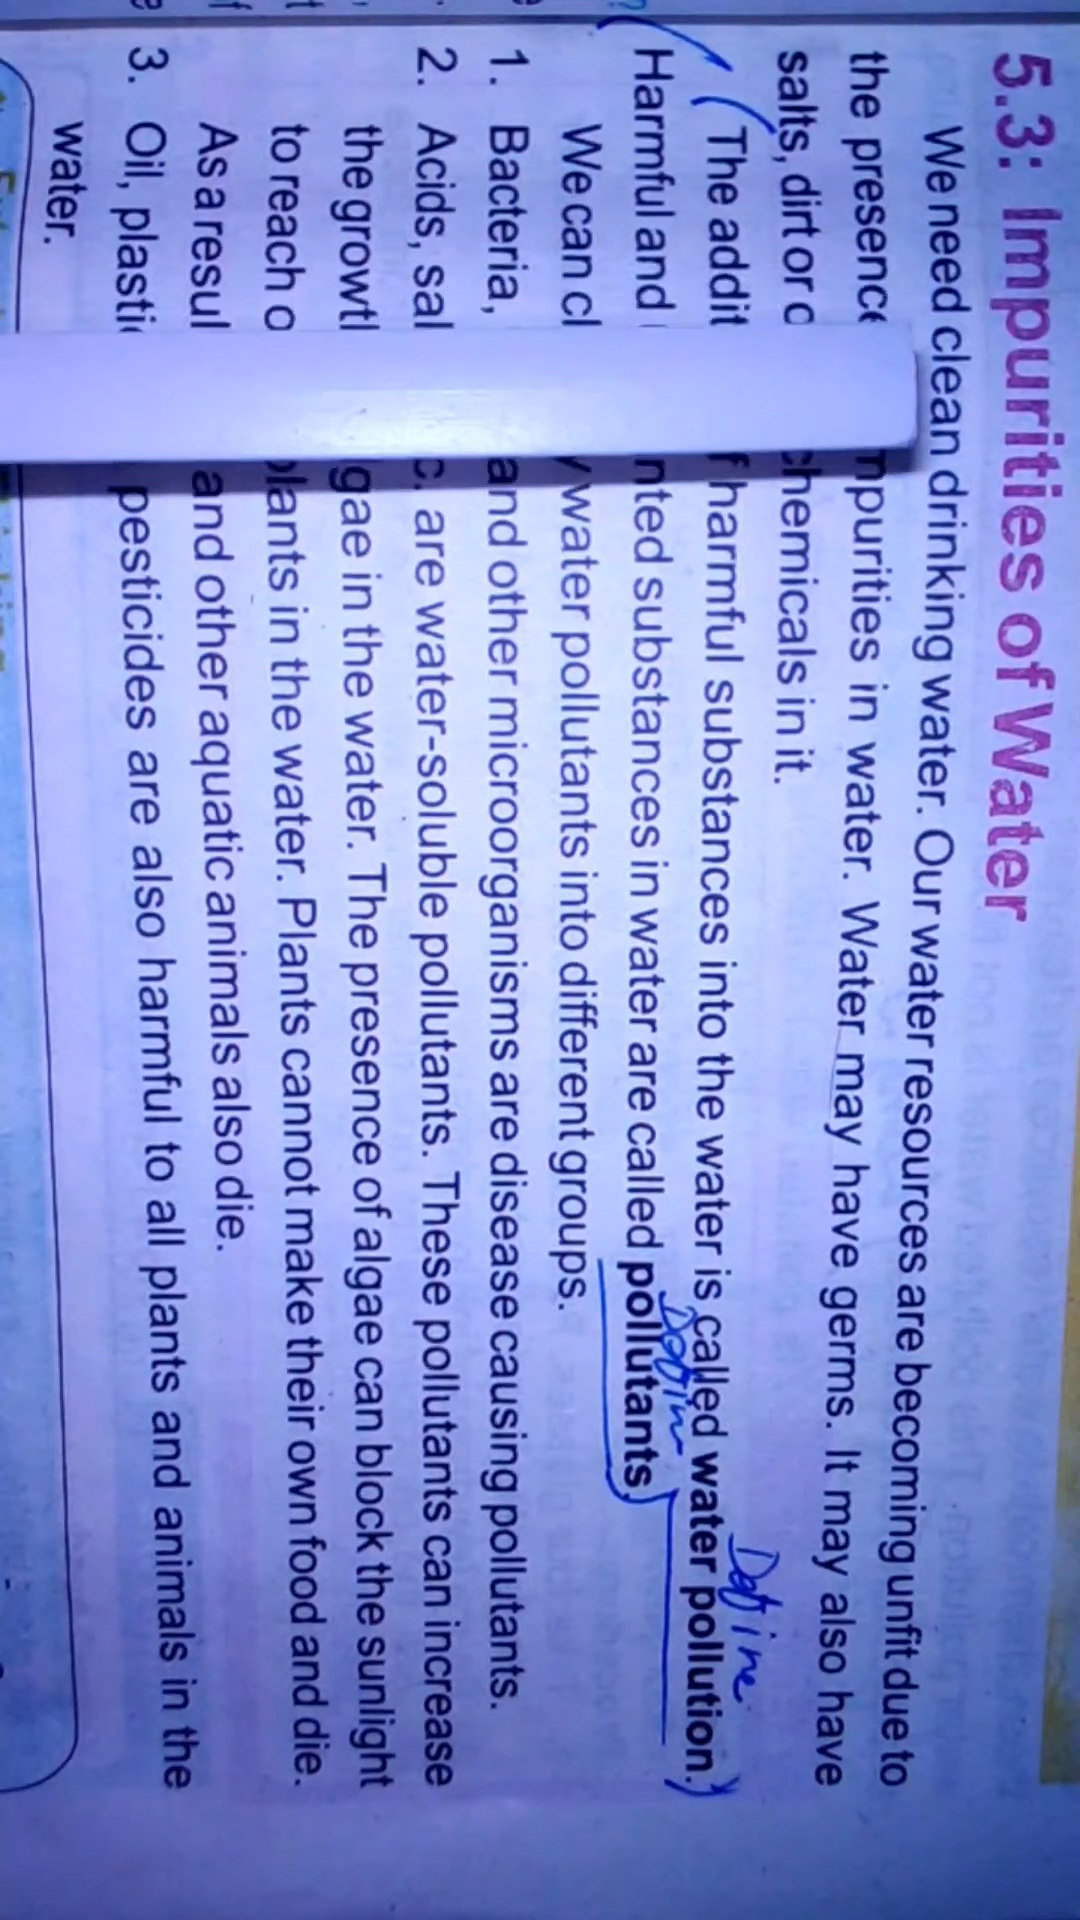 5.3: Impurities of Water
We need clean drinking water. Our water resources are becoming unfit due to
the presence mpurities in water. Water may have germs. It may also have
salts, dirt or c chemicals in it.
Define
The addit f harmful substances into the water is called water pollution.)
Define
Harmful and nted substances in water are called pollutants)
We can cl y water pollutants into different groups.
1. Bacteria, and other microorganisms are disease causing pollutants.
2. Acids, sal c. are water-soluble pollutants. These pollutants can increase
the growt gae in the water. The presence of algae can block the sunlight
to reach o plants in the water. Plants cannot make their own food and die.
As a resul and other aquatic animals also die.
3. Oil, plasti pesticides are also harmful to all plants and animals in the
water.